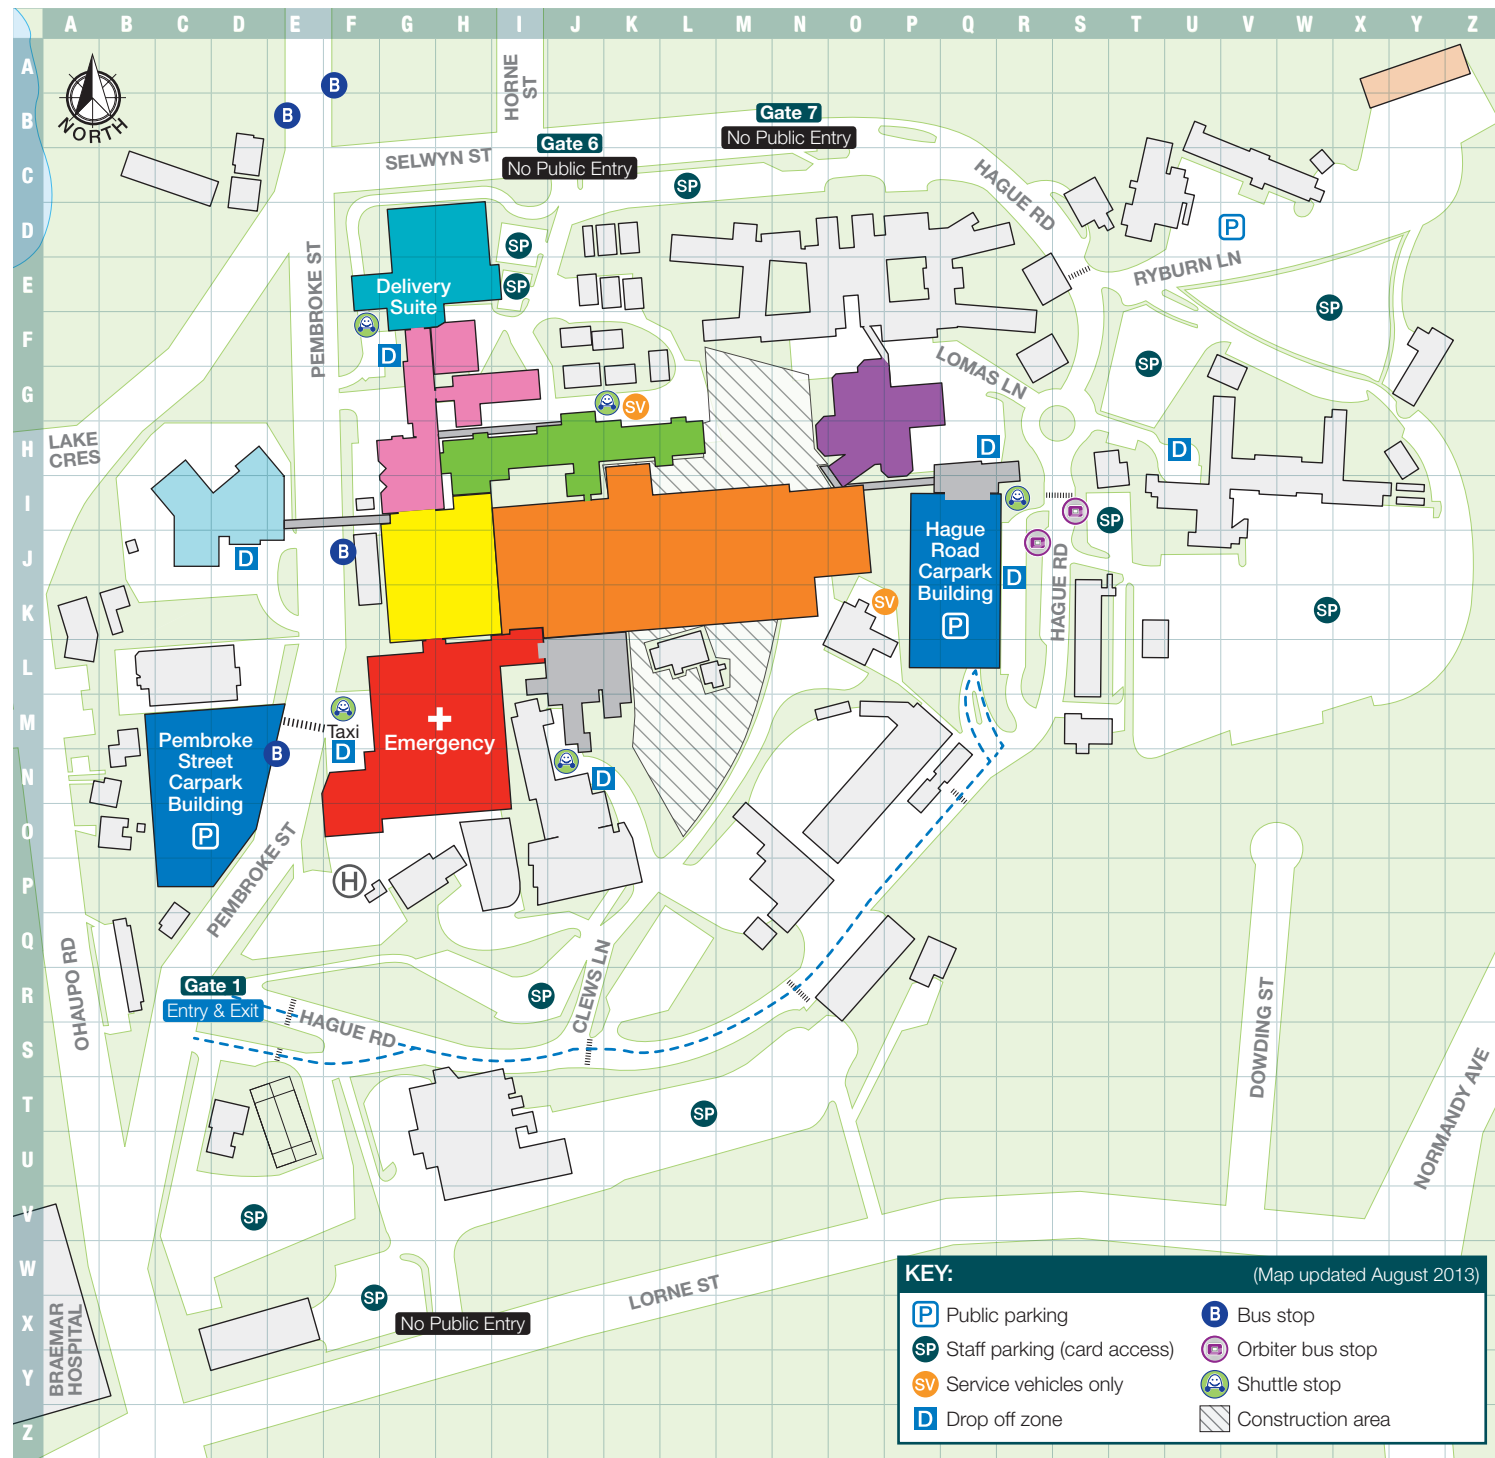 A B C D E F G H I J K L M N O P Q R S T U V W X Y Z
A
B
C
D
E
F
G
H
I
J
K
L
M
N
O
P
Q
R
S
T
U
V
W
X
Y
Z
NORTH
B
B
HORNE
ST
Gate 7
No Public Entry
Gate 6
No Public Entry
SELWYN ST
SP
HAGUE RD
P
SP
SP
RYBURN LN
SP
PEMBROKE ST
Delivery
Suite
D
LOMAS LN
SP
SV
LAKE
CRES
D
D
SP
B
D
Hague
Road
Carpark
Building
P
D
HAGUE RD
SV
SP
Taxi
D
Emergency
Pembroke
Street
Carpark
Building
P
B
D
PEMBROKE ST
H
OHAUPO RD
Gate 1
Entry & Exit
HAGUE RD
SP
CLEWS LN
DOWDING ST
NORMANDY AVE
SP
SP
SP
No Public Entry
LORNE ST
BRAEMAR
HOSPITAL
KEY:
(Map updated August 2013)
P Public parking
SP Staff parking (card access)
SV Service vehicles only
D Drop off zone
B Bus stop
Orbiter bus stop
Shuttle stop
Construction area